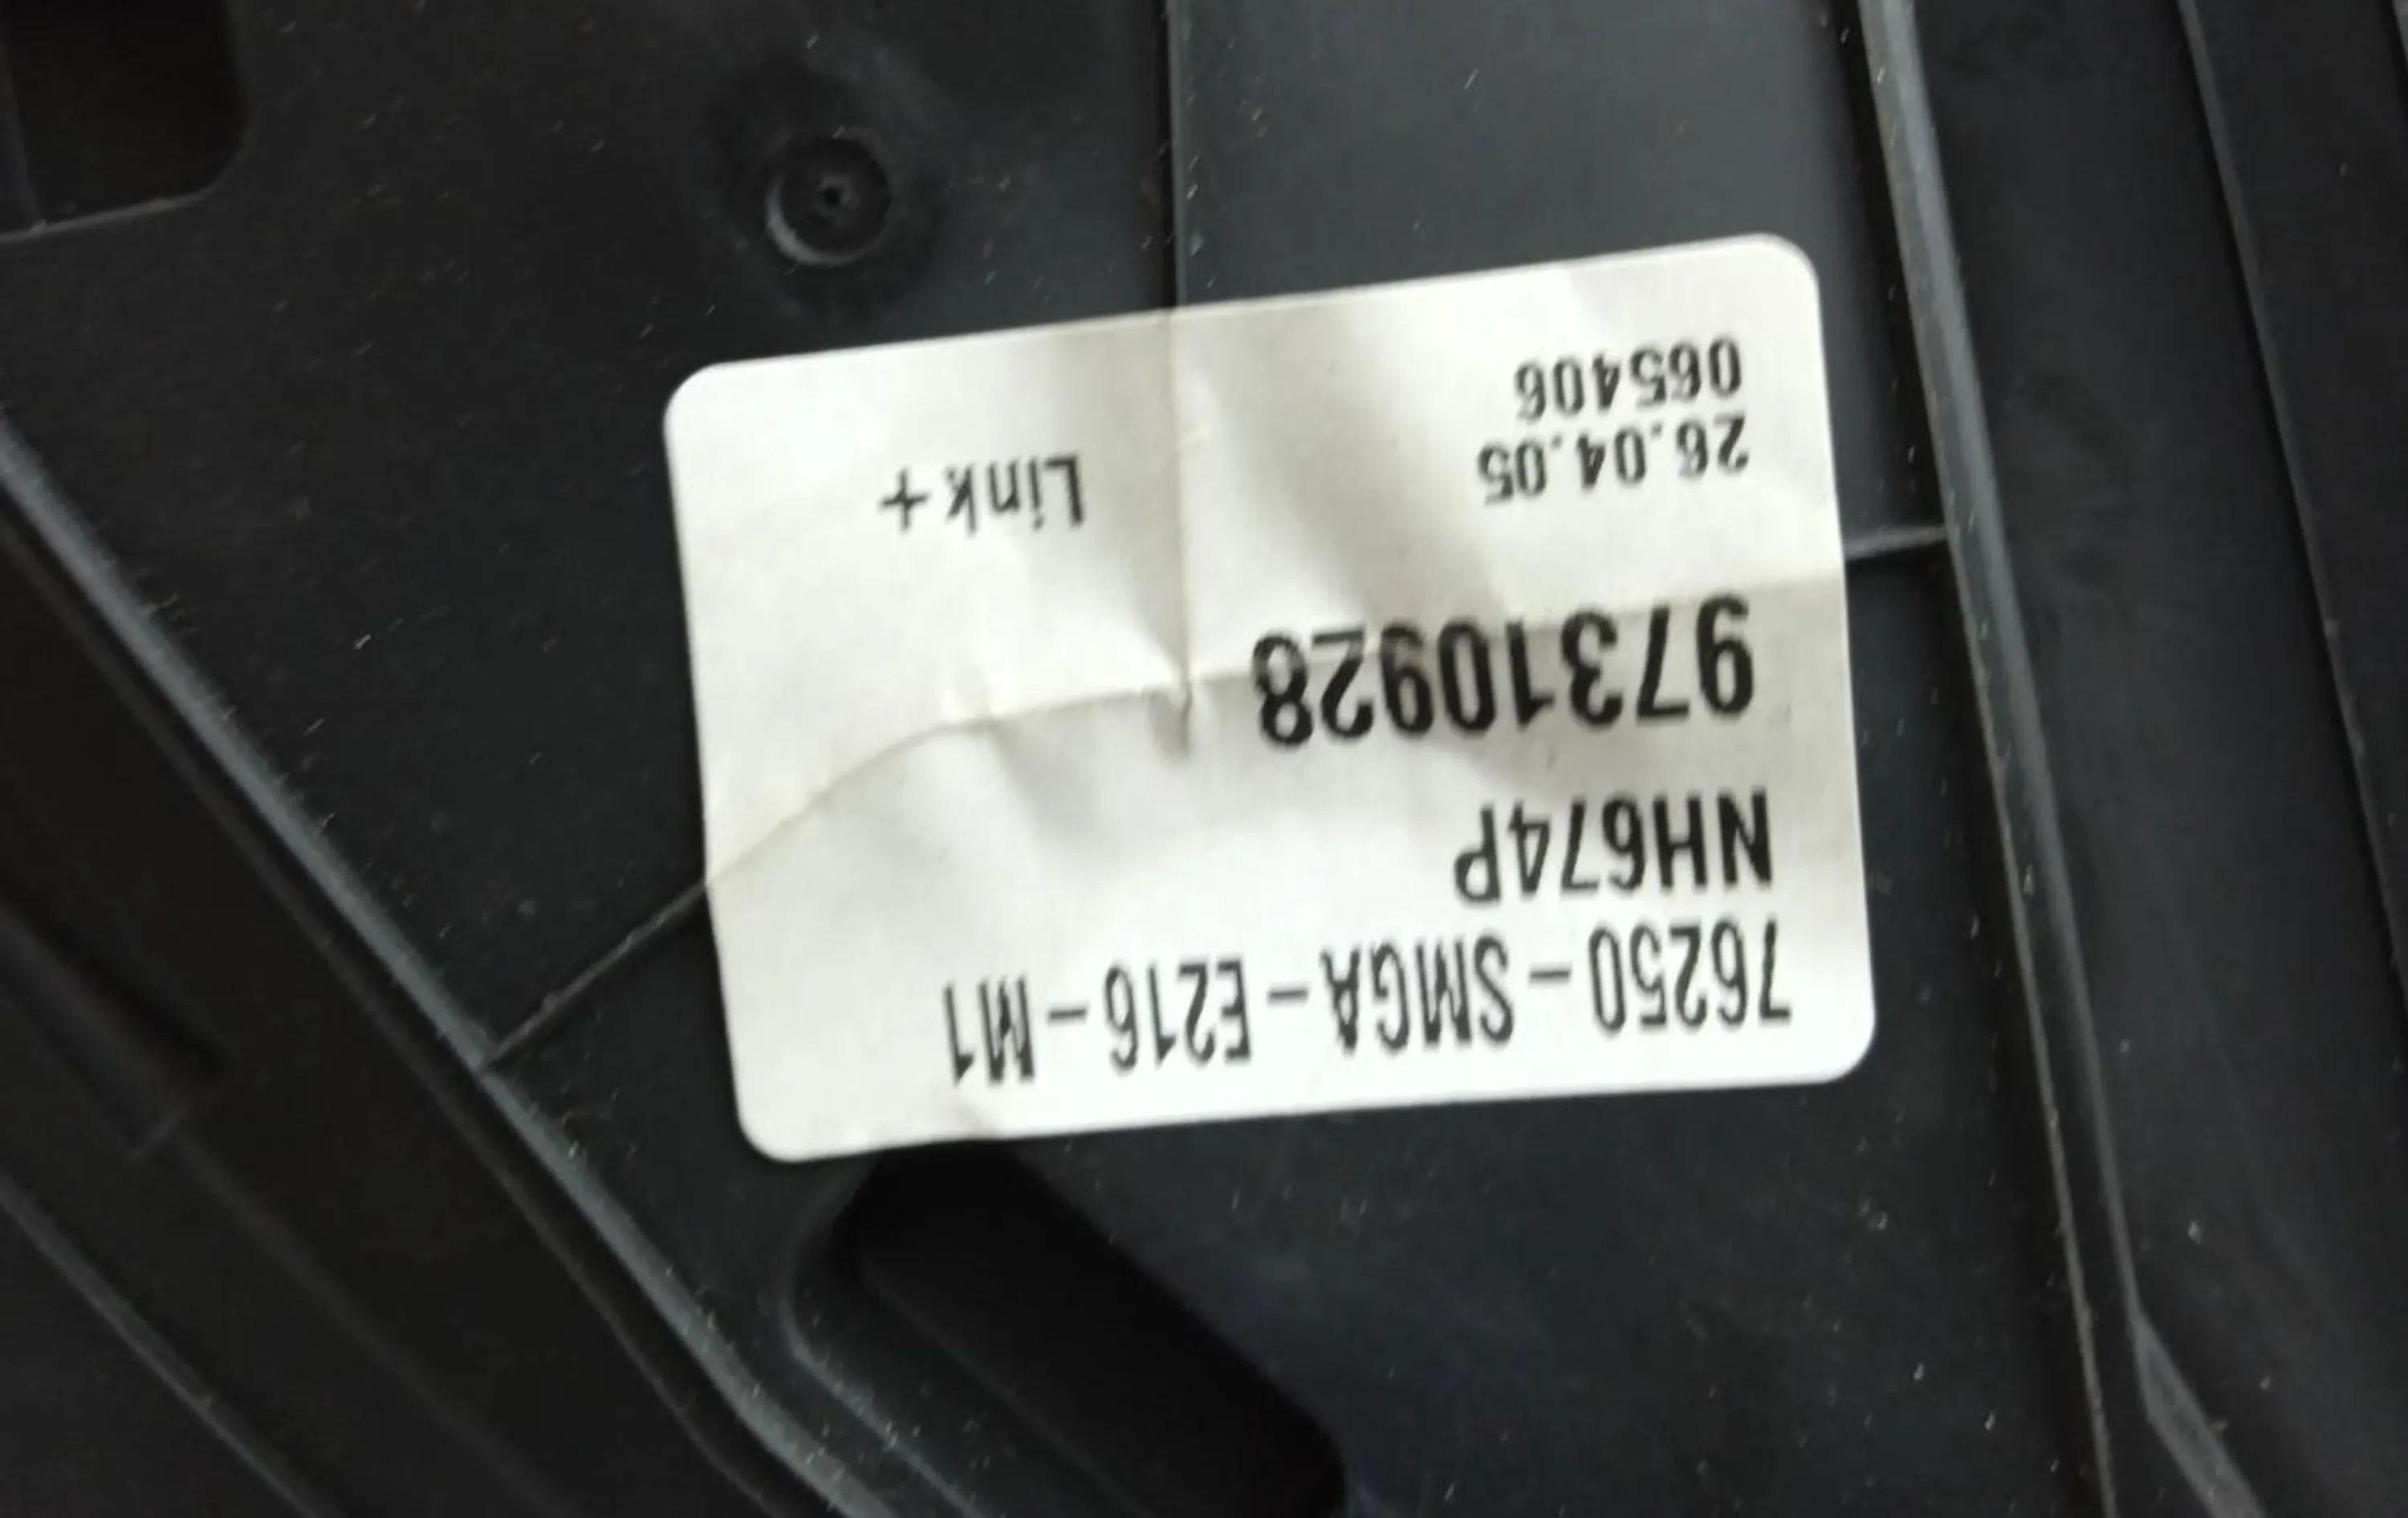 76250-SMGA-E216-M1
NH674P
97310928
26.04.05 Link+
065406